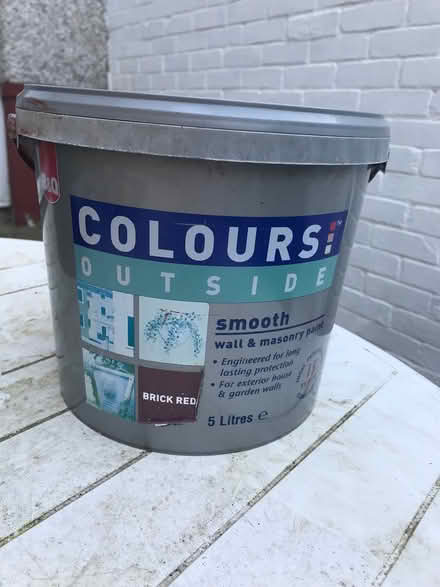 COLOURS
OUTSIDE
smooth
wall & masonry paint
• Engineered for long
lasting protection
• For exterior house
& garden walls
BRICK RED
5 Litres e